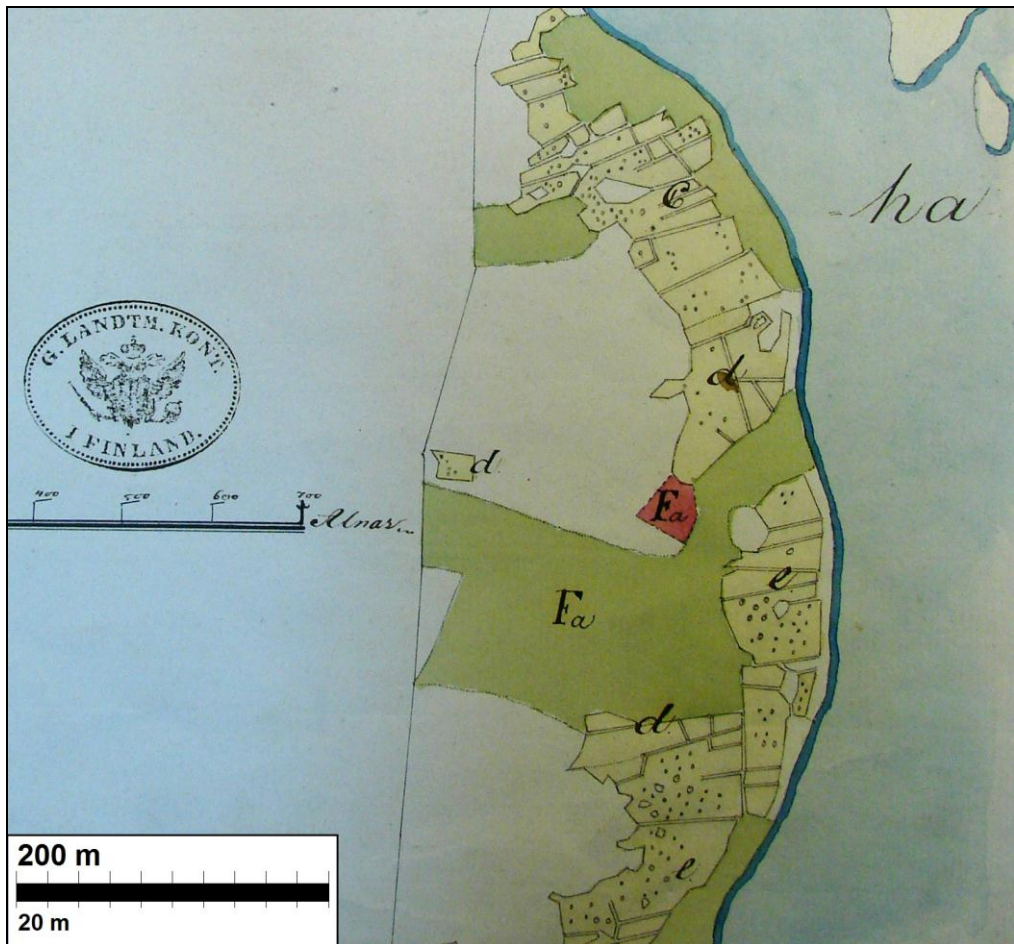 ha
C
G. LANDTM. KONT.
I FINLAND.
d
d.
400 500 600 700
Alnar
Fa
e
Fa
d.
e
200 m
20 m